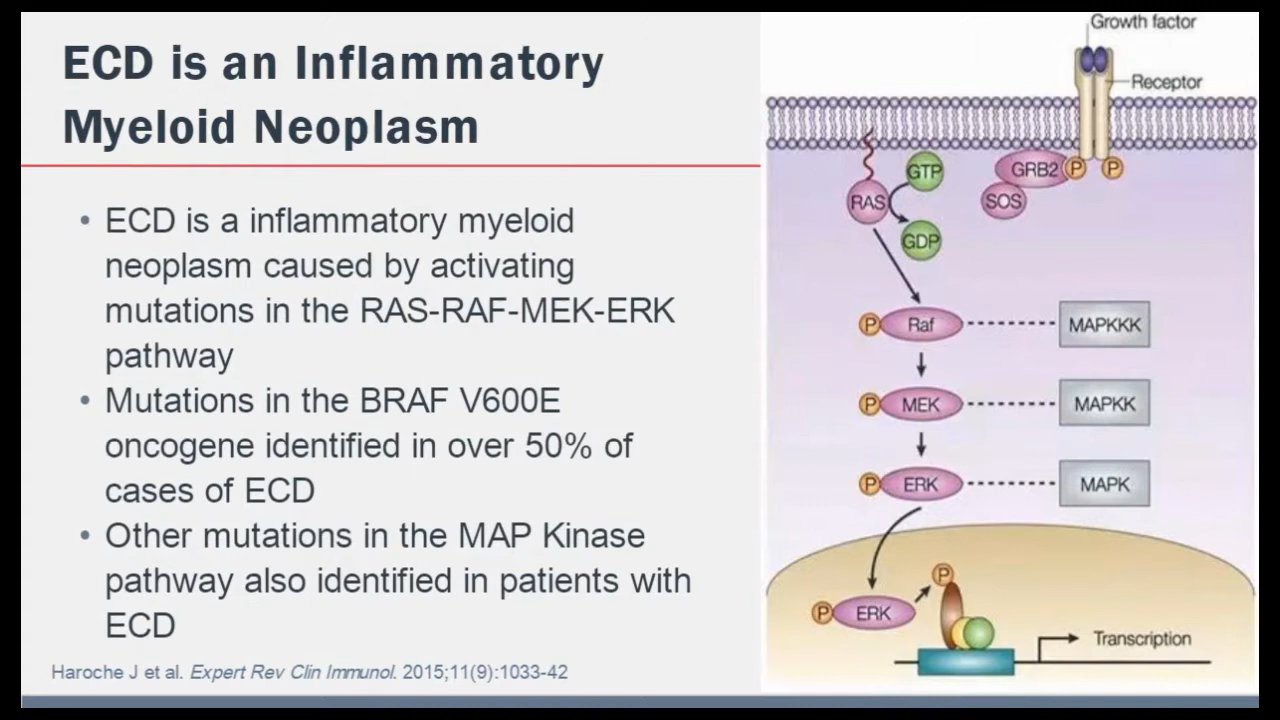 ECD is an Inflammatory
Myeloid Neoplasm
• ECD is a inflammatory myeloid
neoplasm caused by activating
mutations in the RAS-RAF-MEK-ERK
pathway
• Mutations in the BRAF V600E
oncogene identified in over 50% of
cases of ECD
• Other mutations in the MAP Kinase
pathway also identified in patients with
ECD
Haroche J et al. Expert Rev Clin Immunol. 2015;11(9):1033-42
Growth factor
Receptor
GTP
GRB2
P
P
RAS
SOS
GDP
P
Raf
MAPKKK
P
MEK
MAPKK
P
ERK
MAPK
P
P
ERK
Transcription